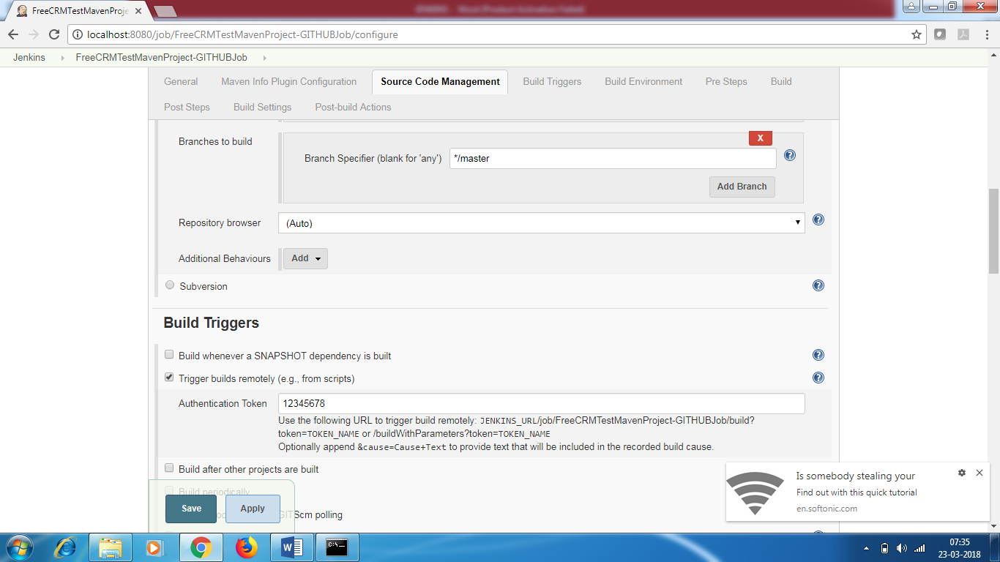 FreeCRMTestMavenProje
localhost:8080/job/FreeCRMTestMavenProject-GITHUBJob/configure
Jenkins FreeCRMTestMavenProject-GITHUBJob
General Maven Info Plugin Configuration Source Code Management Build Triggers Build Environment Pre Steps Build
Post Steps Build Settings Post-build Actions
Branches to build
X
Branch Specifier (blank for 'any') */master
Add Branch
Repository browser (Auto)
Additional Behaviours Add
Subversion
Build Triggers
Build whenever a SNAPSHOT dependency is built
Trigger builds remotely (e.g., from scripts)
Authentication Token 12345678
Use the following URL to trigger build remotely: JENKINS_URL/job/FreeCRMTestMavenProject-GITHUBJob/build?
token=TOKEN_NAME or /buildWithParameters?token=TOKEN_NAME
Optionally append &cause=Cause+Text to provide text that will be included in the recorded build cause.
Build after other projects are built
Build periodically
Save Apply
GITScm polling
Is somebody stealing your
Find out with this quick tutorial
en.softonic.com
07:35
23-03-2018